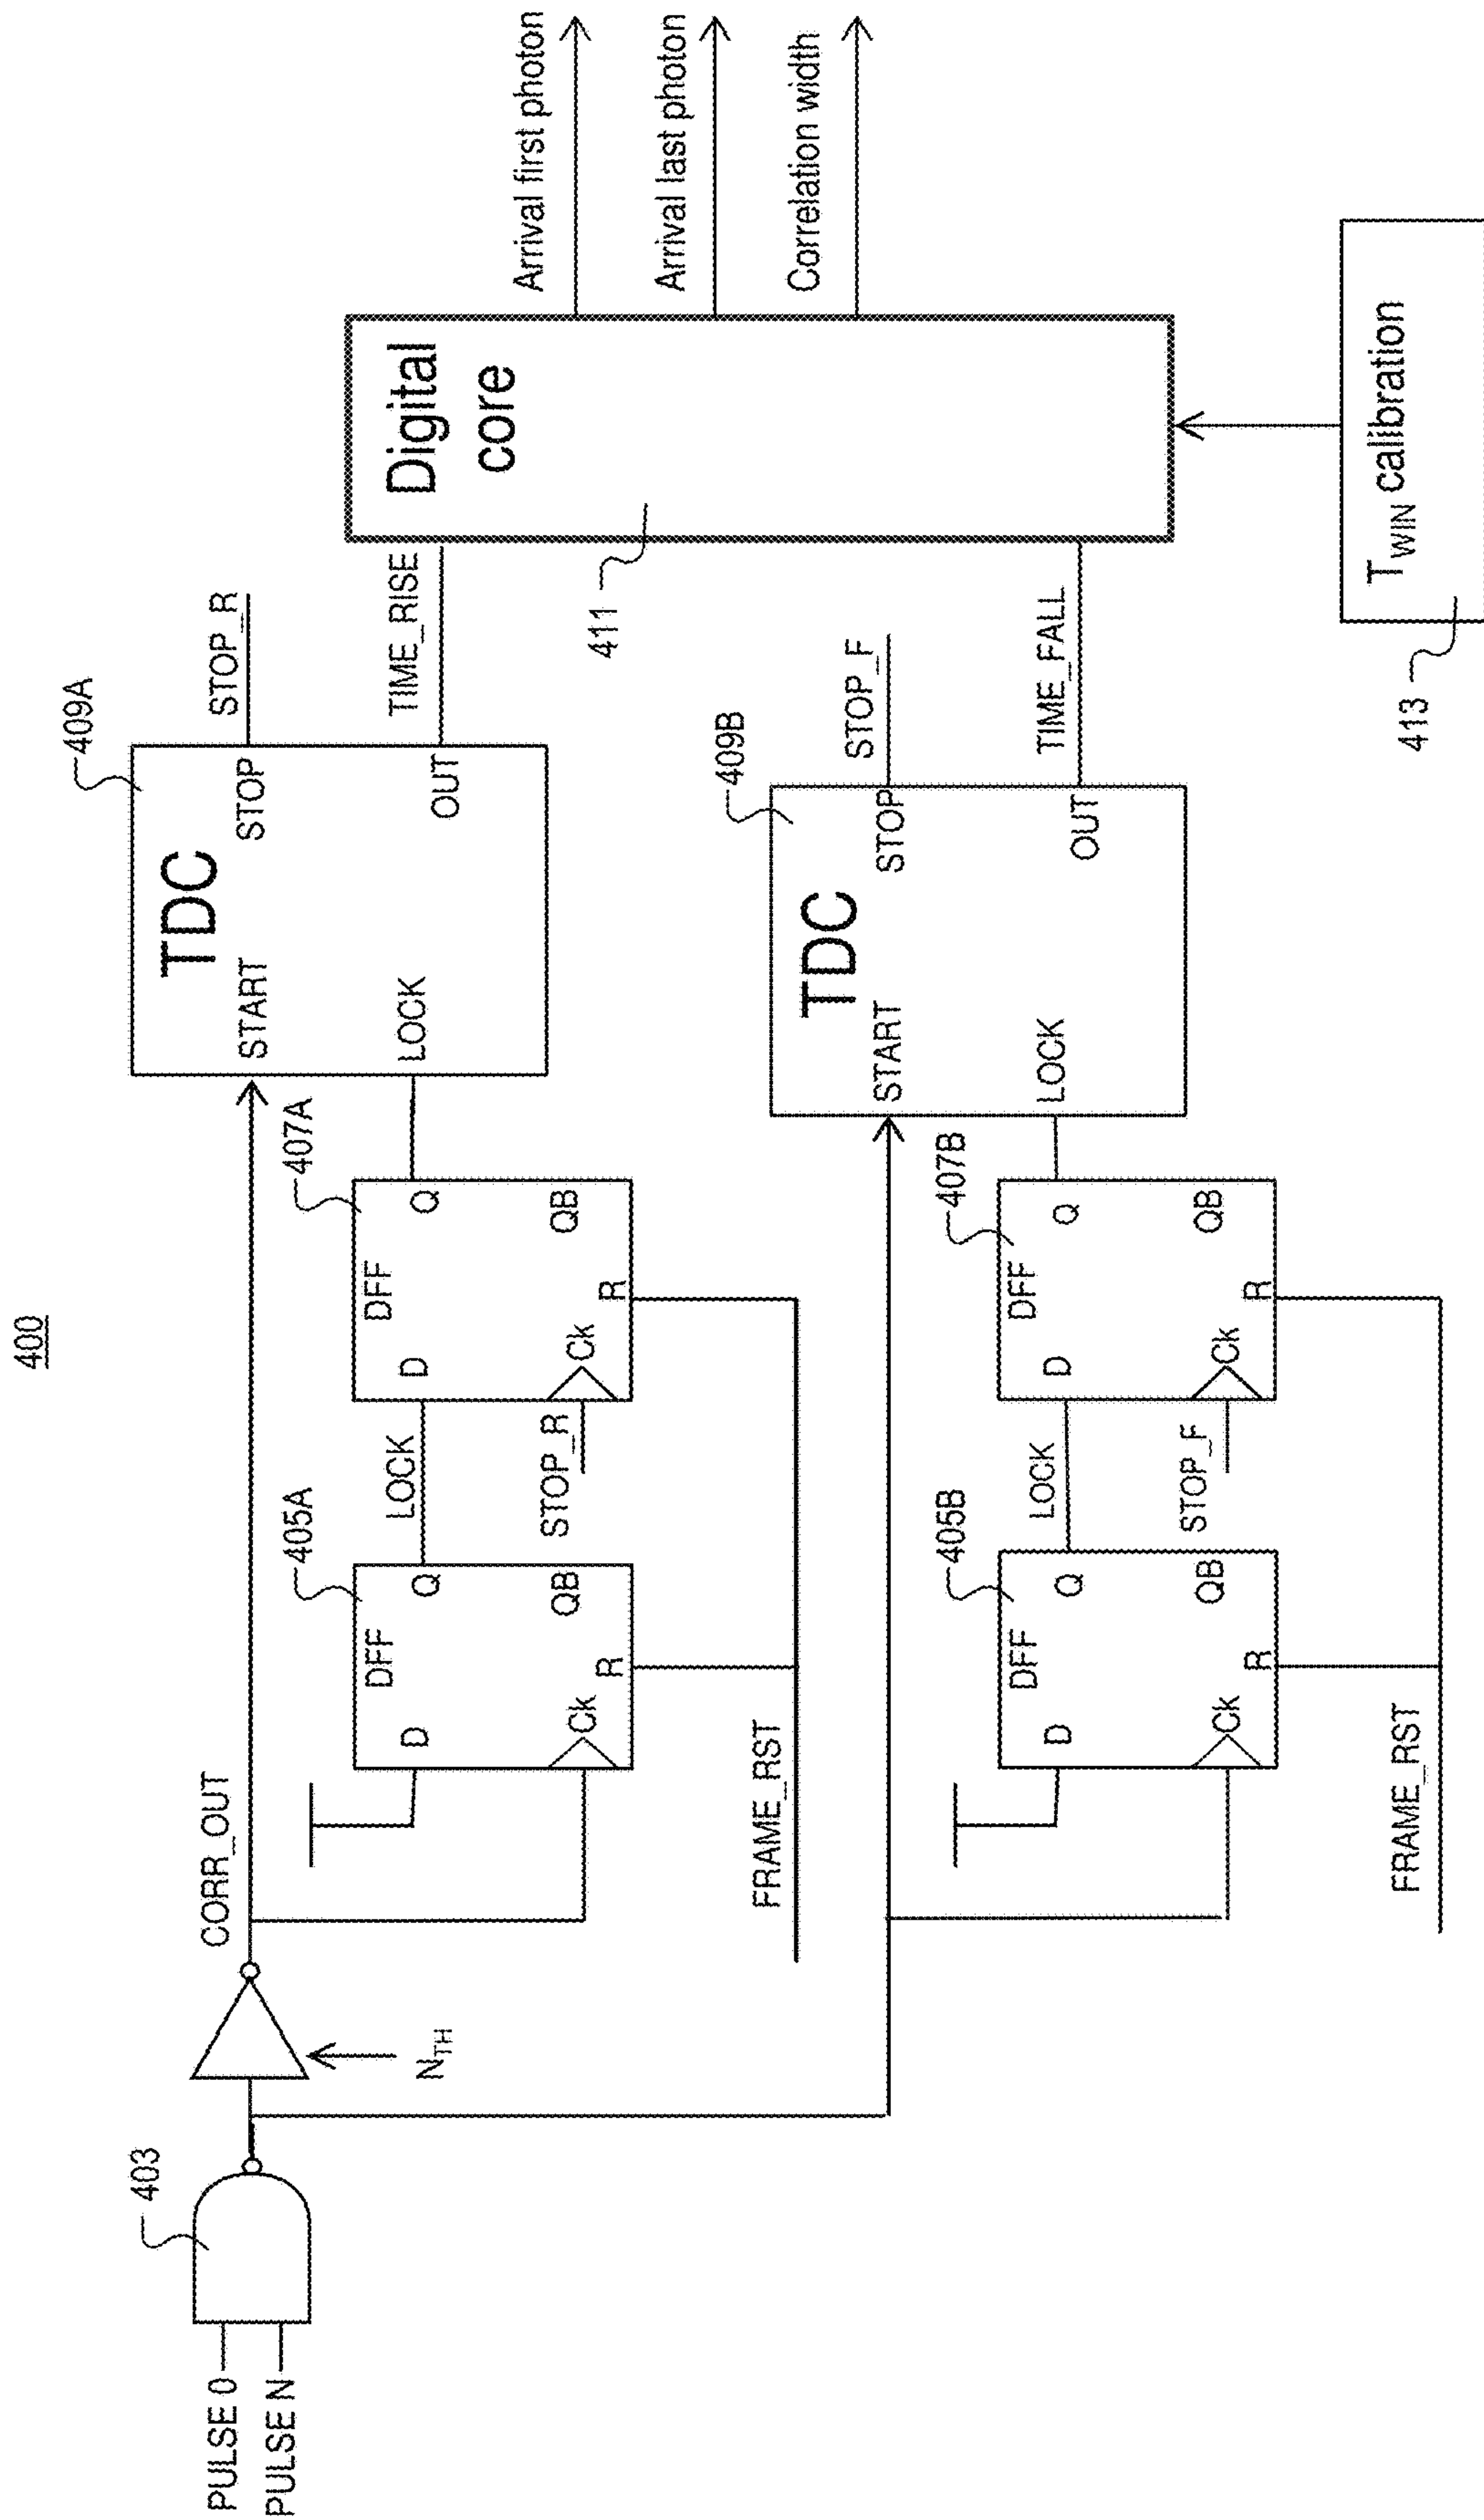 400
PULSE 0
PULSE N
403
N_TH
CORR_OUT
405A
DFF
D
Q
Ck
QB
R
LOCK
STOP_R
407A
DFF
D
Q
Ck
QB
R
FRAME_RST
409A
TDC
START
STOP
LOCK
OUT
STOP_R
TIME_RISE
405B
DFF
D
Q
Ck
QB
R
LOCK
STOP_F
407B
DFF
D
Q
Ck
QB
R
FRAME_RST
409B
TDC
START
STOP
LOCK
OUT
STOP_F
TIME_FALL
Digital
core
411
Arrival first photon
Arrival last photon
Correlation width
T_WIN calibration
413